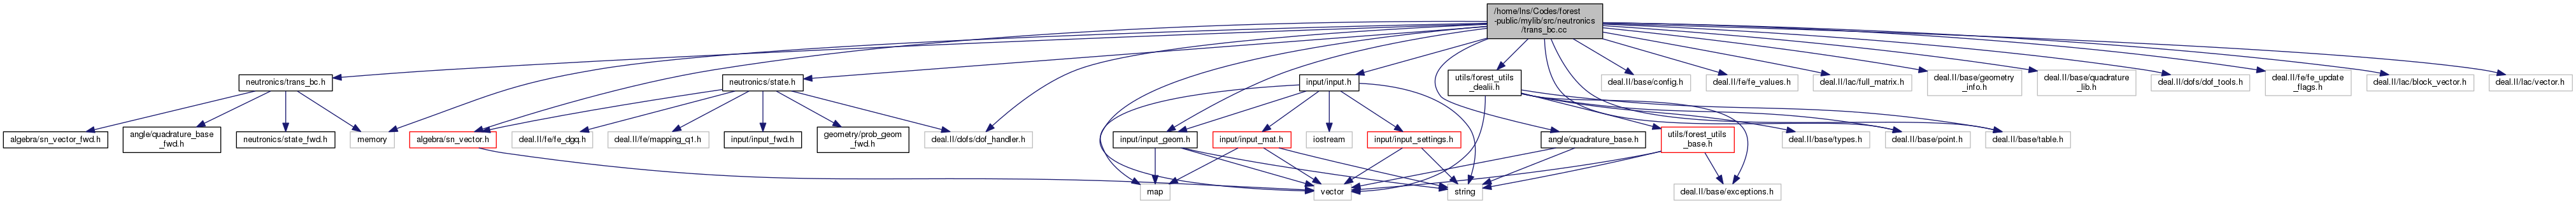 /home/lns/Codes/forest
-public/mylib/src/neutronics
/trans_bc.cc
neutronics/trans_bc.h
neutronics/state.h
input/input.h
utils/forest_utils
_dealii.h
deal.II/base/config.h
deal.II/fe/fe_values.h
deal.II/lac/full_matrix.h
deal.II/base/geometry
_info.h
deal.II/base/quadrature
_lib.h
deal.II/dofs/dof_tools.h
deal.II/fe/fe_update
_flags.h
deal.II/lac/block_vector.h
deal.II/lac/vector.h
algebra/sn_vector_fwd.h
angle/quadrature_base
_fwd.h
neutronics/state_fwd.h
memory
algebra/sn_vector.h
deal.II/fe/fe_dgq.h
deal.II/fe/mapping_q1.h
input/input_fwd.h
geometry/prob_geom
_fwd.h
deal.II/dofs/dof_handler.h
input/input_geom.h
input/input_mat.h
iostream
input/input_settings.h
angle/quadrature_base.h
utils/forest_utils
_base.h
deal.II/base/types.h
deal.II/base/point.h
deal.II/base/table.h
map
vector
string
deal.II/base/exceptions.h